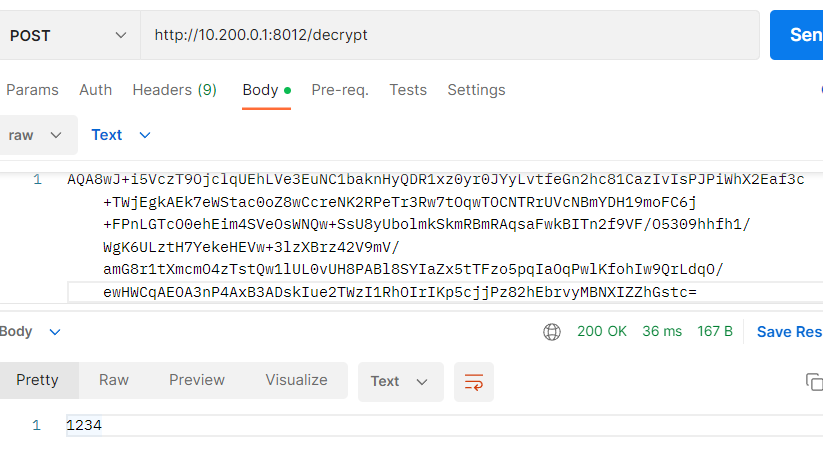 POST http://10.200.0.1:8012/decrypt Sen
Params Auth Headers (9) Body Pre-req. Tests Settings
raw Text
1 AQA8wJ+i5VczT9OjclqUEhLVe3EuNC1baknHyQDR1xz0yr0JYyLvtfeGn2hc81CazIvIsPJPiWhX2Eaf3c
+TWjEgkAEk7eWStac0oZ8wCcreNK2RPeTr3Rw7tOqwTOCNTRrUVcNBmYDH19moFC6j
+FPnLGTcO0ehEim4SVeOsWNQw+SsU8yUbolmkSkmRBmRAqsaFwkBITn2f9VF/O5309hhfh1/
WgK6ULztH7YekeHEVw+3lzXBrz42V9mV/
amG8r1tXmcmO4zTstQw1lUL0vUH8PABl8SYIaZx5tTFzo5pqIaOqPwlKfohIw9QrLdqO/
ewHWCqAEOA3nP4AxB3ADskIue2TWzI1RhOIrIKp5cjjPz82hEbrvyMBNXIZZhGstc=
Body 200 OK 36 ms 167 B Save Res
Pretty Raw Preview Visualize Text
1 1234